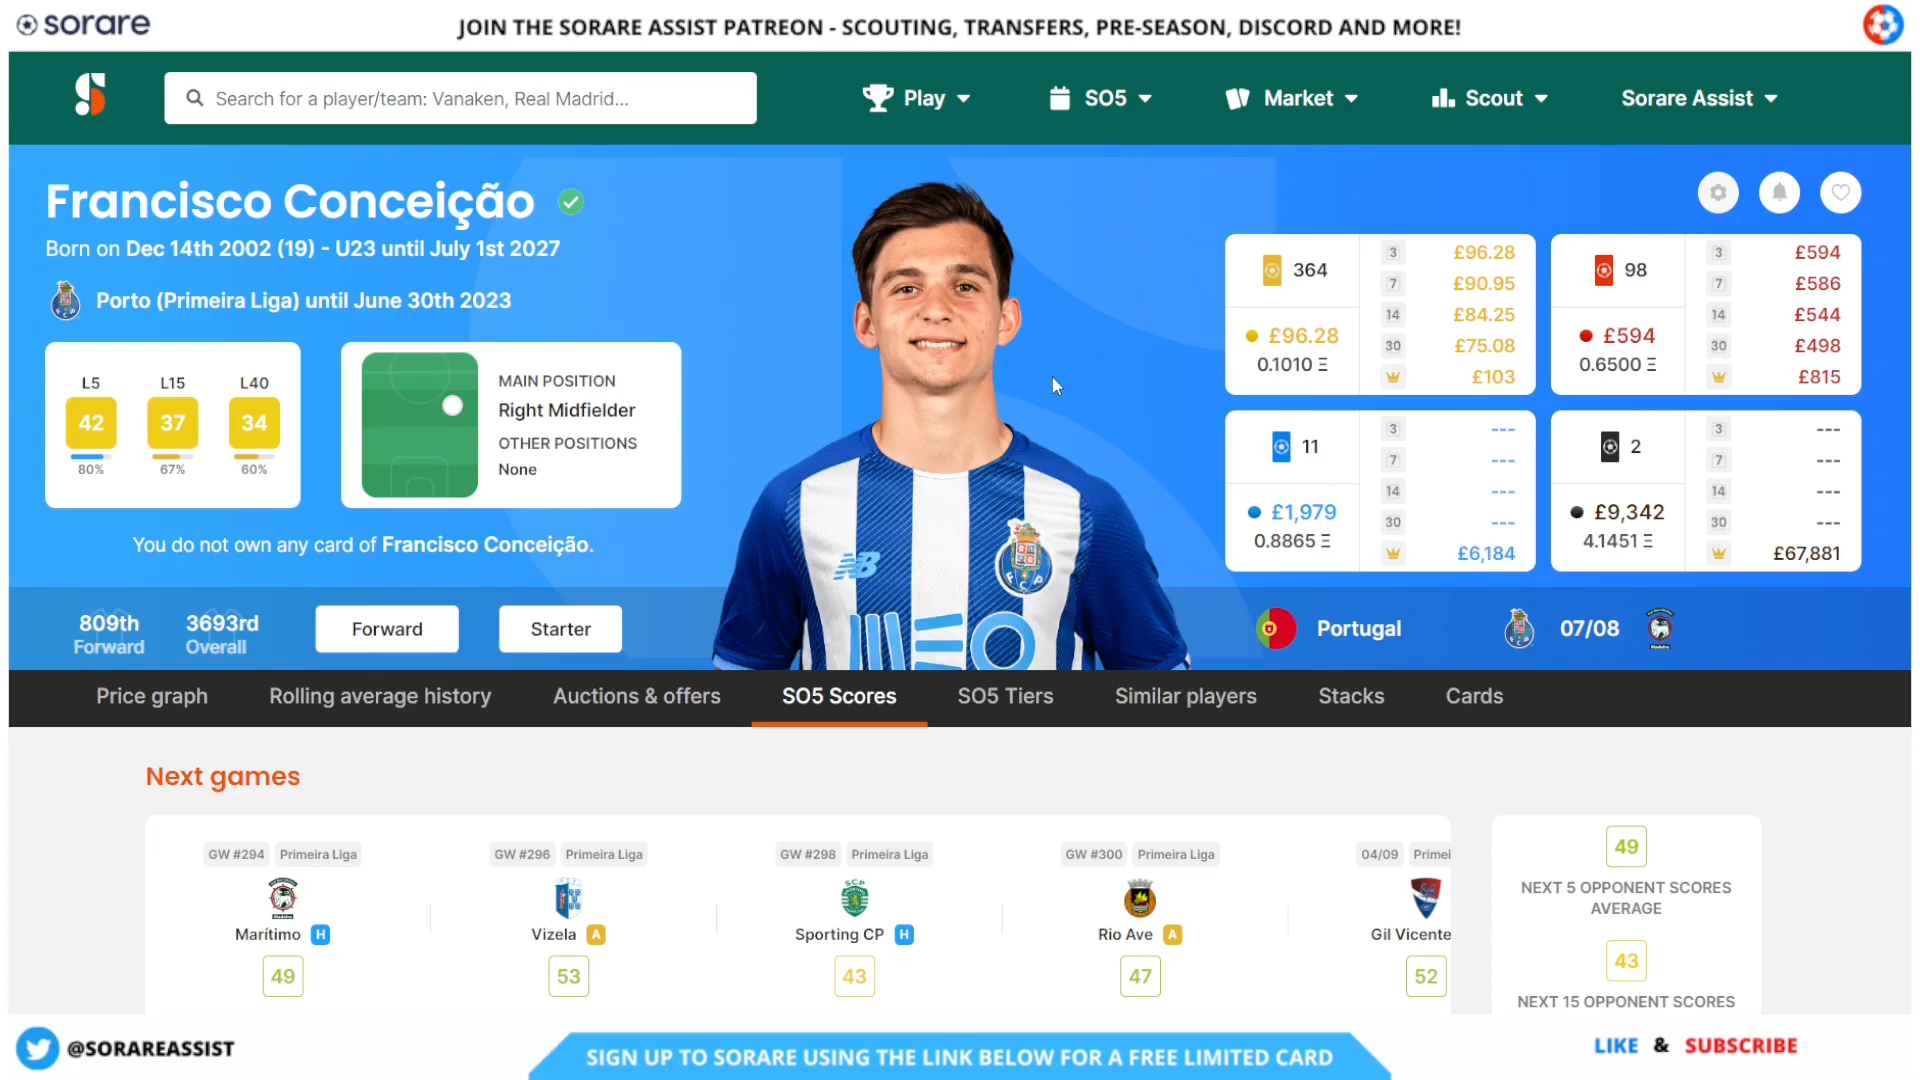 sorare
JOIN THE SORARE ASSIST PATREON - SCOUTING, TRANSFERS, PRE-SEASON, DISCORD AND MORE!
Search for a player/team: Vanaken, Real Madrid...
Play
SO5
Market
Scout
Sorare Assist
Francisco Conceição
Born on Dec 14th 2002 (19) - U23 until July 1st 2027
Porto (Primeira Liga) until June 30th 2023
L5 L15 L40
42 37 34
80% 67% 60%
MAIN POSITION
Right Midfielder
OTHER POSITIONS
None
You do not own any card of Francisco Conceição.
364
£96.28
0.1010 Ξ
3 £96.28
7 £90.95
14 £84.25
30 £75.08
£103
98
£594
0.6500 Ξ
3 £594
7 £586
14 £544
30 £498
£815
11
£1,979
0.8865 Ξ
3 ---
7 ---
14 ---
30 ---
£6,184
2
£9,342
4.1451 Ξ
3 ---
7 ---
14 ---
30 ---
£67,881
NB
FCP
MEO
809th
Forward
3693rd
Overall
Forward
Starter
Portugal
07/08
Price graph
Rolling average history
Auctions & offers
SO5 Scores
SO5 Tiers
Similar players
Stacks
Cards
Next games
GW #294 Primeira Liga
Marítimo H
49
GW #296 Primeira Liga
Vizela A
53
GW #298 Primeira Liga
SCP
Sporting CP H
43
GW #300 Primeira Liga
Rio Ave A
47
04/09 Primei
Gil Vicente
52
49
NEXT 5 OPPONENT SCORES
AVERAGE
43
NEXT 15 OPPONENT SCORES
@SORAREASSIST
SIGN UP TO SORARE USING THE LINK BELOW FOR A FREE LIMITED CARD
LIKE & SUBSCRIBE